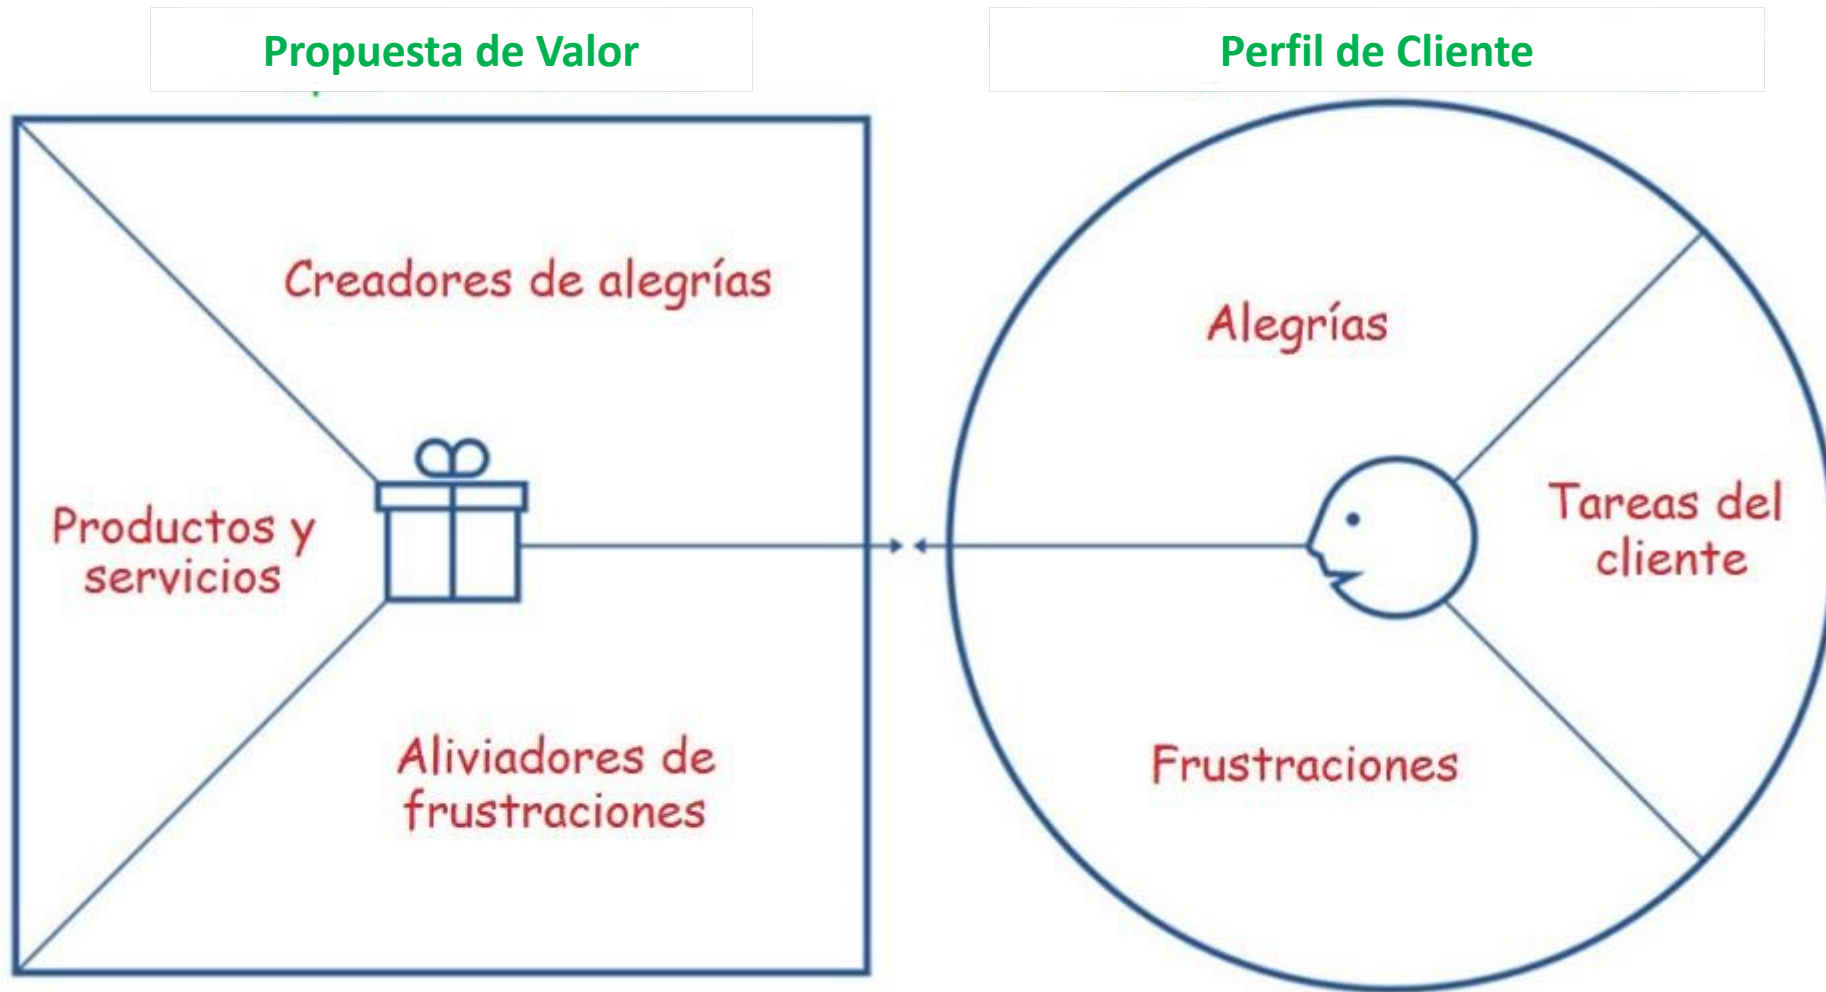 Propuesta de Valor
Perfil de Cliente
Creadores de alegrías
Productos y
servicios
Aliviadores de
frustraciones
Alegrías
Tareas del
cliente
Frustraciones